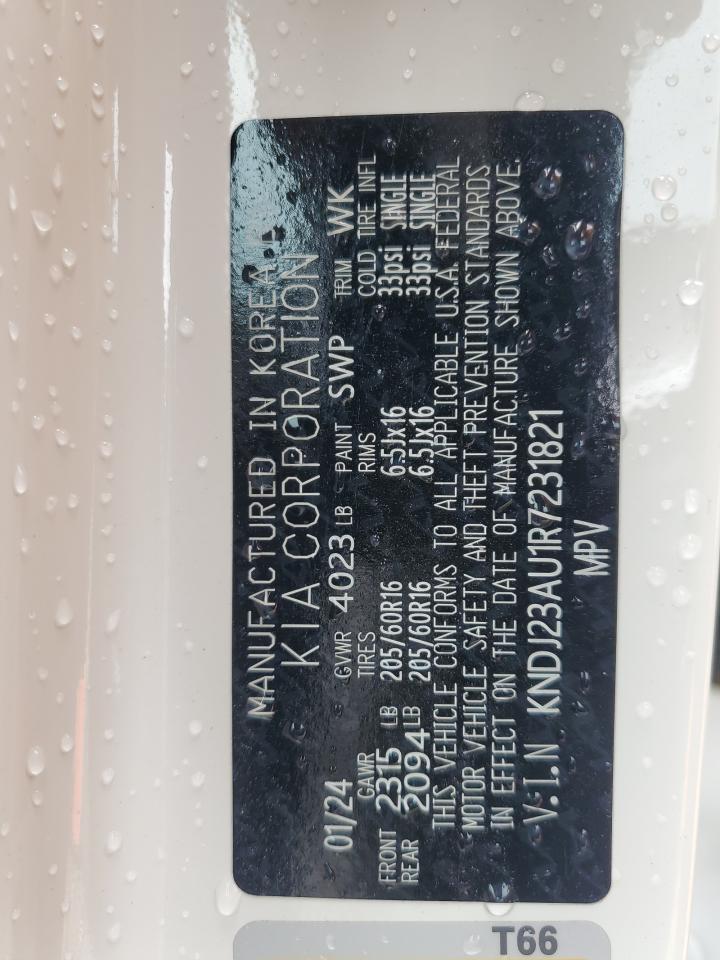 MANUFACTURED IN KOREA
KIA CORPORATION
01/24 GVWR 4023 LB PAINT SWP TRIM WK
GAWR TIRES RIMS COLD TIRE INFL
FRONT 2315 LB 205/60R16 6.5Jx16 33psi SINGLE
REAR 2094 LB 205/60R16 6.5Jx16 33psi SINGLE
THIS VEHICLE CONFORMS TO ALL APPLICABLE U.S.A. FEDERAL
MOTOR VEHICLE SAFETY AND THEFT PREVENTION STANDARDS
IN EFFECT ON THE DATE OF MANUFACTURE SHOWN ABOVE
V.I.N KNDJ23AU1R7231821
MPV
T66